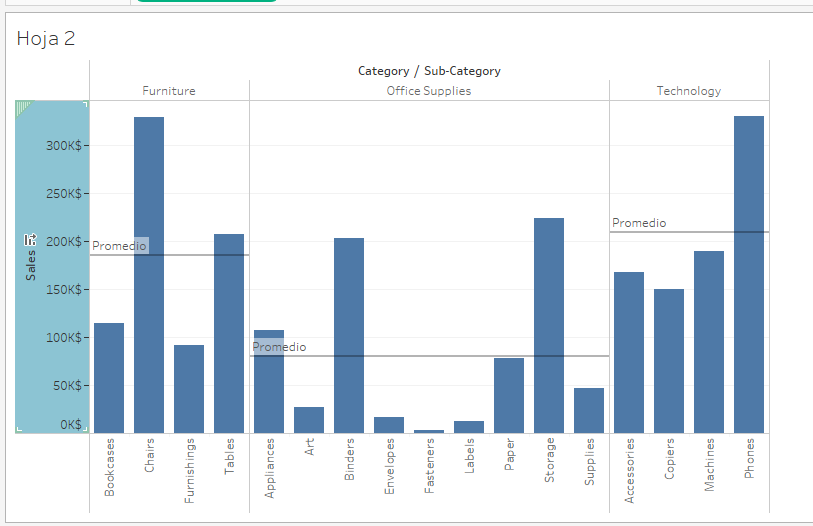 Hoja 2
Category / Sub-Category
Furniture
Office Supplies
Technology
Sales
300K$
250K$
200K$
150K$
100K$
50K$
0K$
Promedio
Promedio
Promedio
Bookcases
Chairs
Furnishings
Tables
Appliances
Art
Binders
Envelopes
Fasteners
Labels
Paper
Storage
Supplies
Accessories
Copiers
Machines
Phones